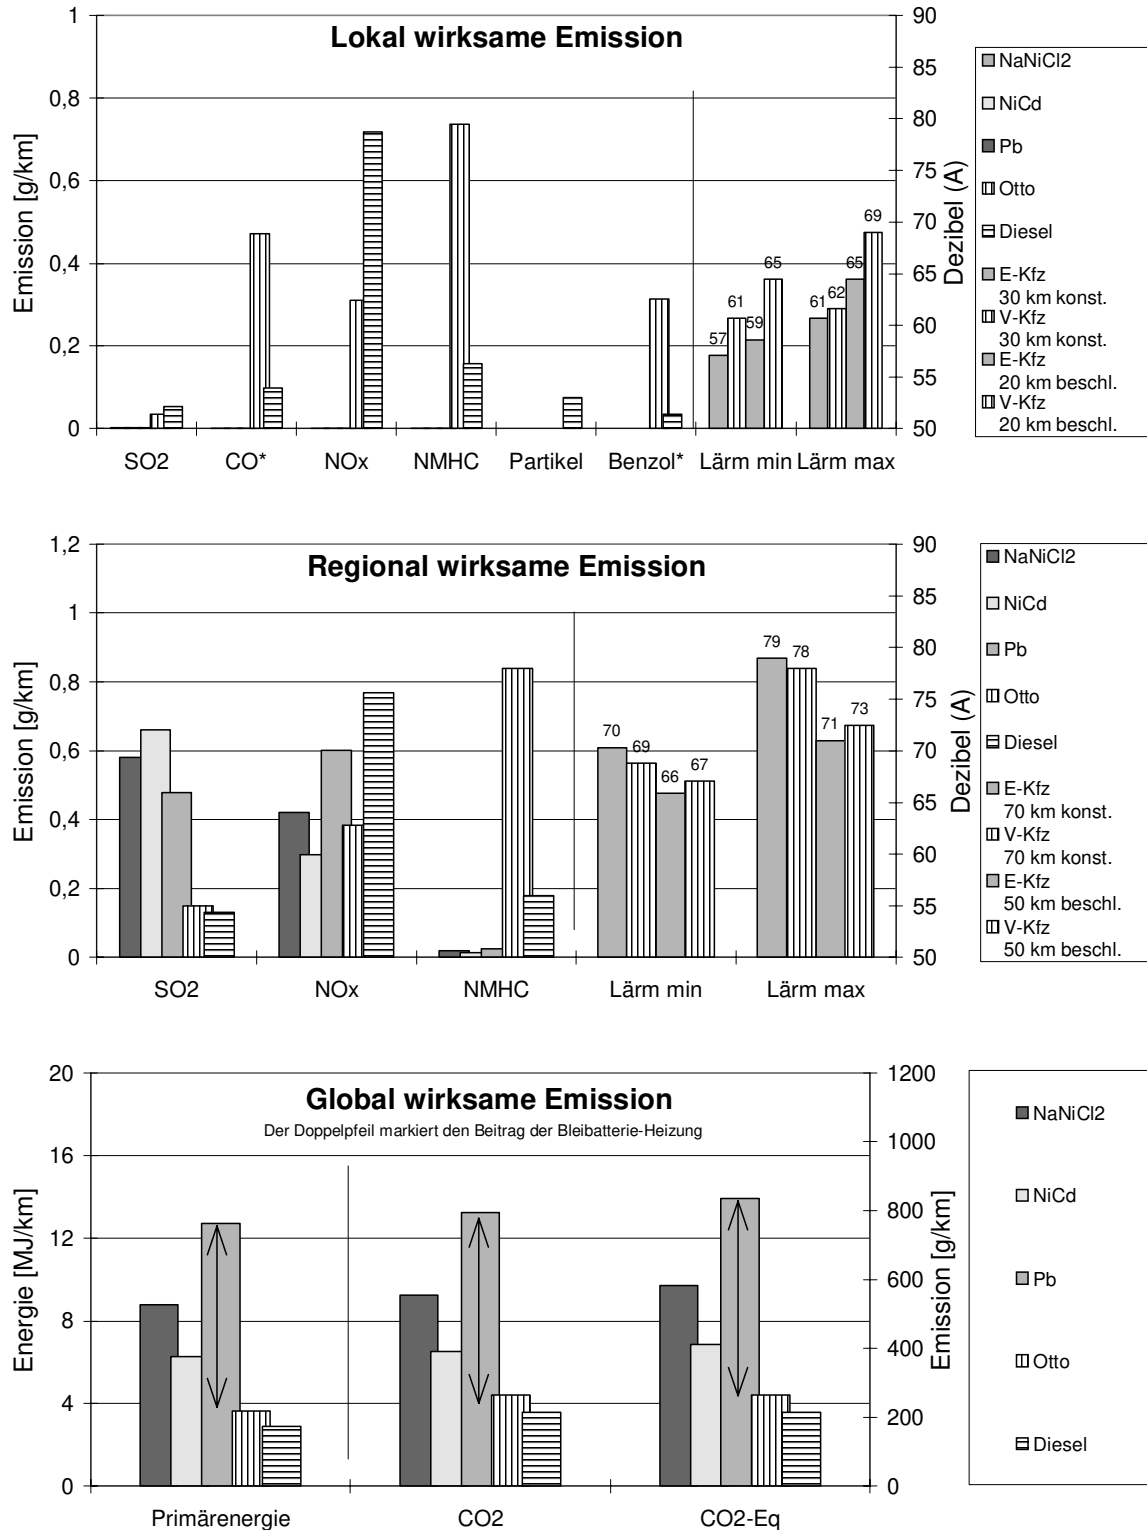 Lokal wirksame Emission
Emission [g/km]
1
0,8
0,6
0,4
0,2
0
90
85
80
75
70
65
60
55
50
Dezibel (A)
57
61
59
65
61
62
65
69
SO2
CO*
NOx
NMHC
Partikel
Benzol*
Lärm min
Lärm max
NaNiCl2
NiCd
Pb
Otto
Diesel
E-Kfz
30 km konst.
V-Kfz
30 km konst.
E-Kfz
20 km beschl.
V-Kfz
20 km beschl.
Regional wirksame Emission
Emission [g/km]
1,2
1
0,8
0,6
0,4
0,2
0
90
85
80
75
70
65
60
55
50
Dezibel (A)
70
69
66
67
79
78
71
73
SO2
NOx
NMHC
Lärm min
Lärm max
NaNiCl2
NiCd
Pb
Otto
Diesel
E-Kfz
70 km konst.
V-Kfz
70 km konst.
E-Kfz
50 km beschl.
V-Kfz
50 km beschl.
Global wirksame Emission
Der Doppelpfeil markiert den Beitrag der Bleibatterie-Heizung
Energie [MJ/km]
20
16
12
8
4
0
1200
1000
800
600
400
200
0
Emission [g/km]
Primärenergie
CO2
CO2-Eq
NaNiCl2
NiCd
Pb
Otto
Diesel